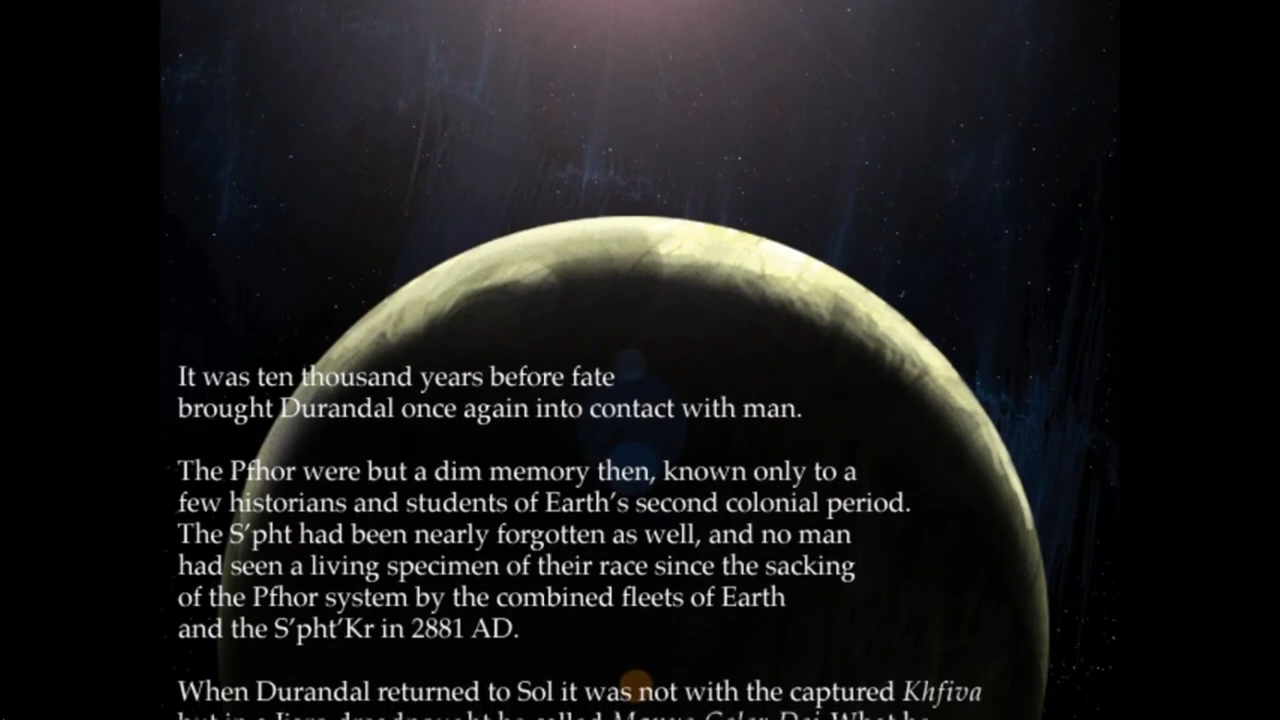 It was ten thousand years before fate
brought Durandal once again into contact with man.
The Pfhor were but a dim memory then, known only to a
few historians and students of Earth's second colonial period.
The S'pht had been nearly forgotten as well, and no man
had seen a living specimen of their race since the sacking
of the Pfhor system by the combined fleets of Earth
and the S'pht'Kr in 2881 AD.
When Durandal returned to Sol it was not with the captured Khfiva